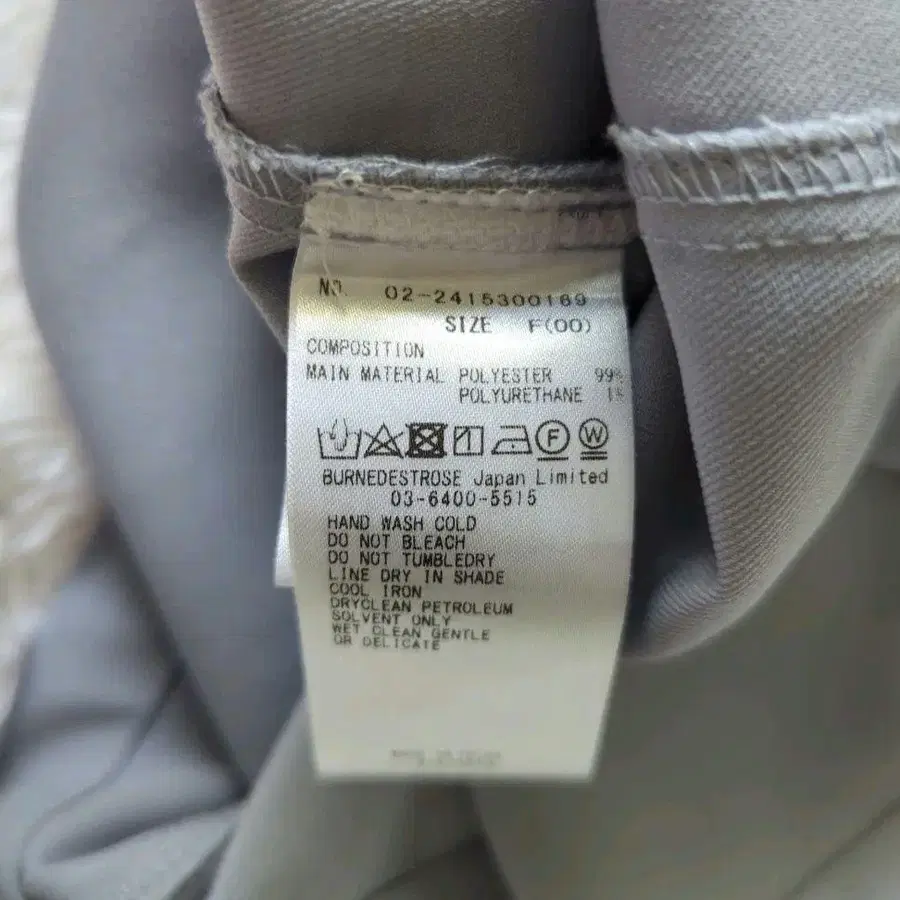 NO. 02-2415300169
SIZE F(00)
COMPOSITION
MAIN MATERIAL POLYESTER 99%
POLYURETHANE 1%
F W
BURNEDESTROSE Japan Limited
03-6400-5515
HAND WASH COLD
DO NOT BLEACH
DO NOT TUMBLEDRY
LINE DRY IN SHADE
COOL IRON
DRYCLEAN PETROLEUM
SOLVENT ONLY
WET CLEAN GENTLE
OR DELICATE